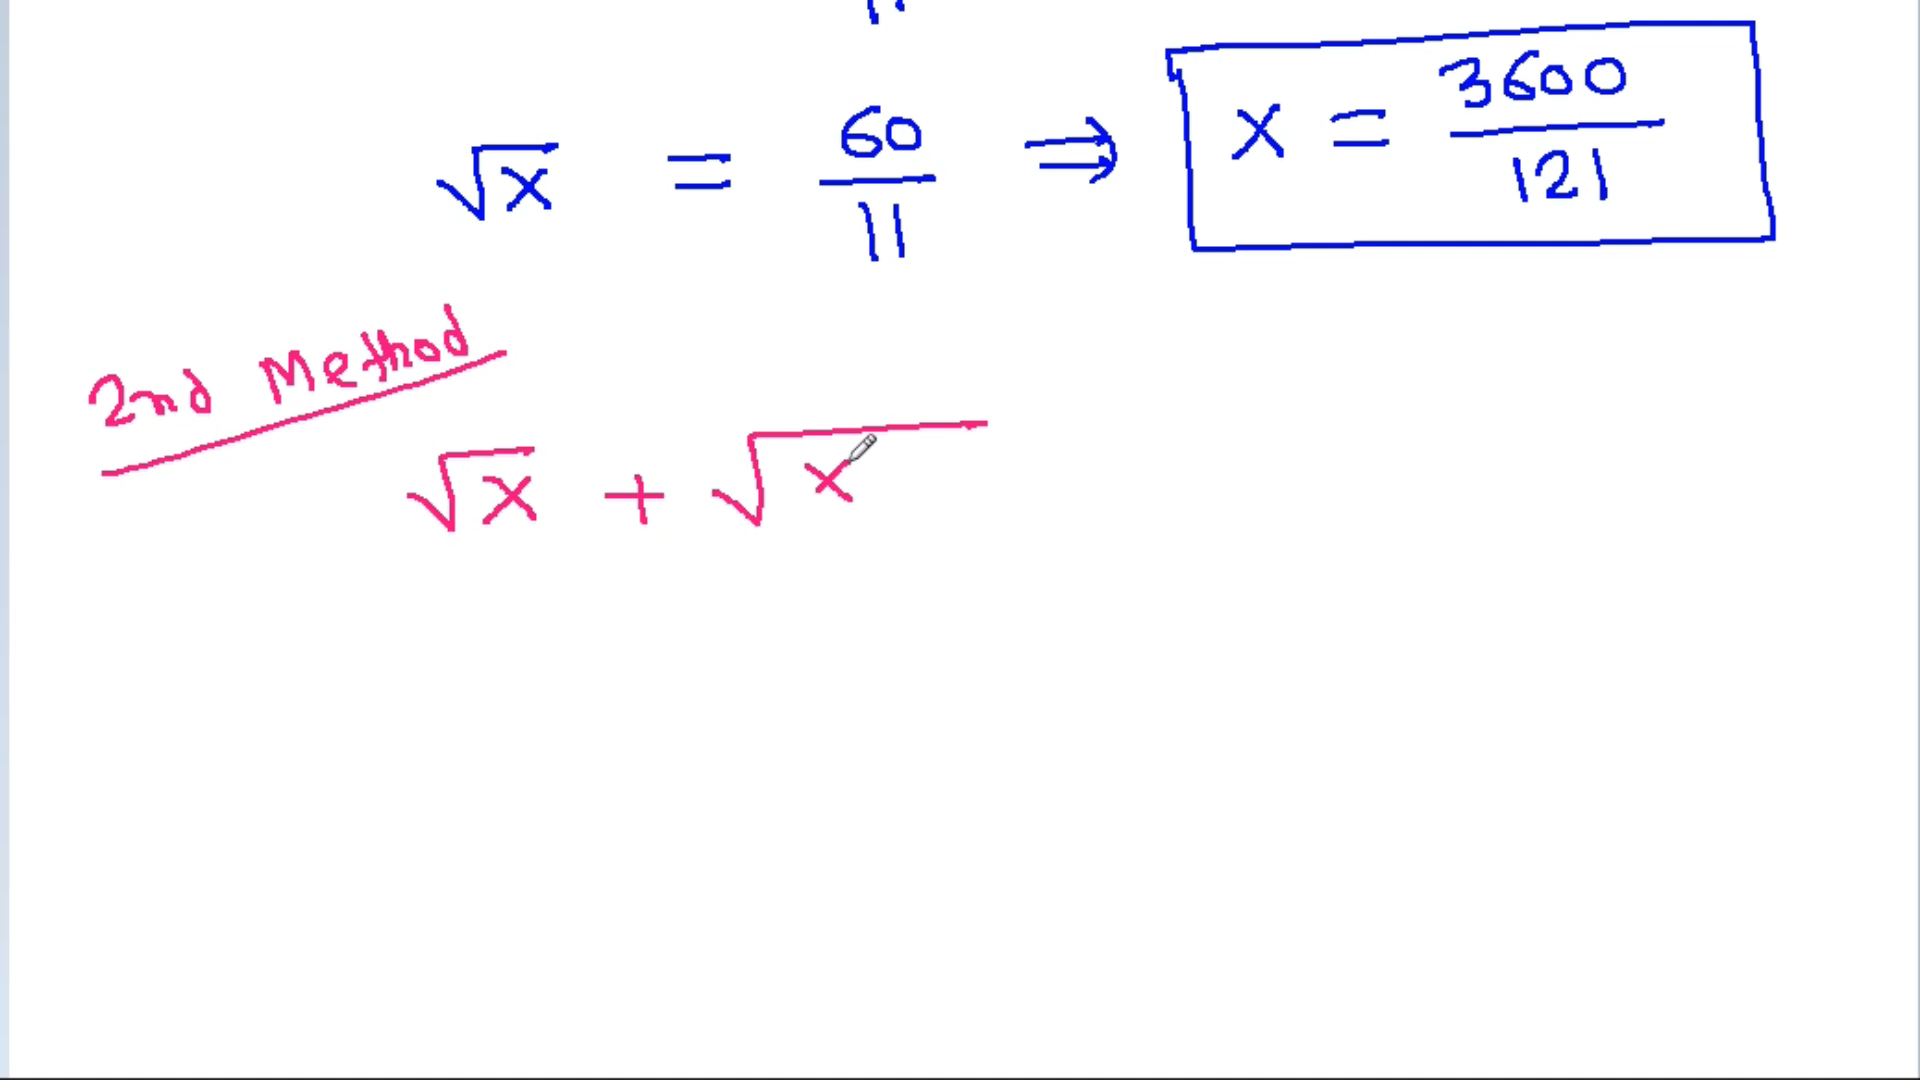 √x = 60/11 ⇒ x = 3600/121
2nd Method
√x + √x